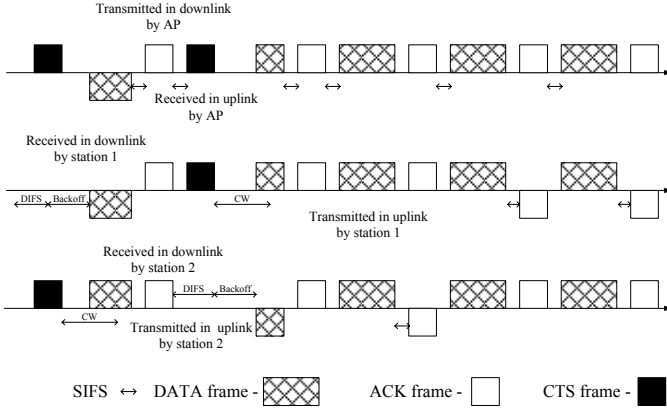 Transmitted in downlink
by AP
Received in uplink
by AP
Received in downlink
by station 1
DIFS
Backoff
CW
Transmitted in uplink
by station 1
Received in downlink
by station 2
DIFS
Backoff
CW
Transmitted in uplink
by station 2
SIFS
DATA frame -
ACK frame -
CTS frame -